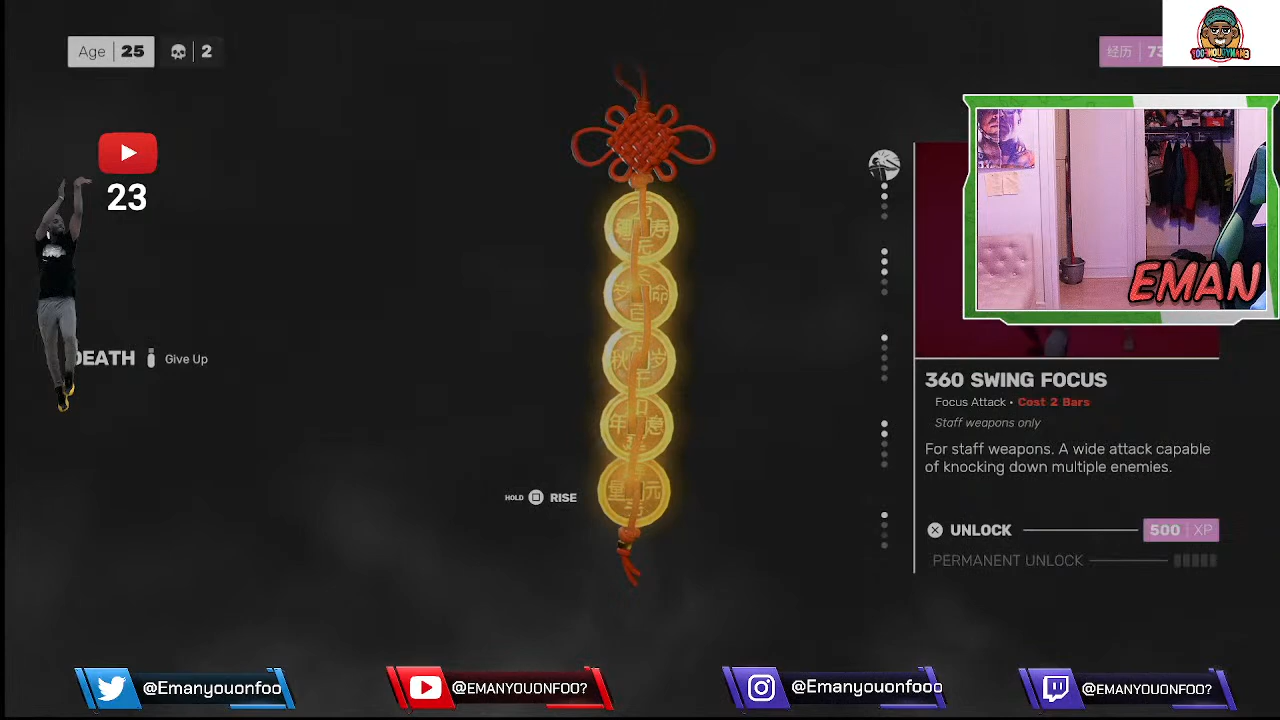 Age 25
2
经历 73
23
DEATH Give Up
EMAN
360 SWING FOCUS
Focus Attack • Cost 2 Bars
Staff weapons only
For staff weapons. A wide attack capable
of knocking down multiple enemies.
HOLD RISE
UNLOCK 500 XP
PERMANENT UNLOCK
@Emanyouonfoo
@EMANYOUONFOO?
@Emanyouonfooo
@EMANYOUONFOO?